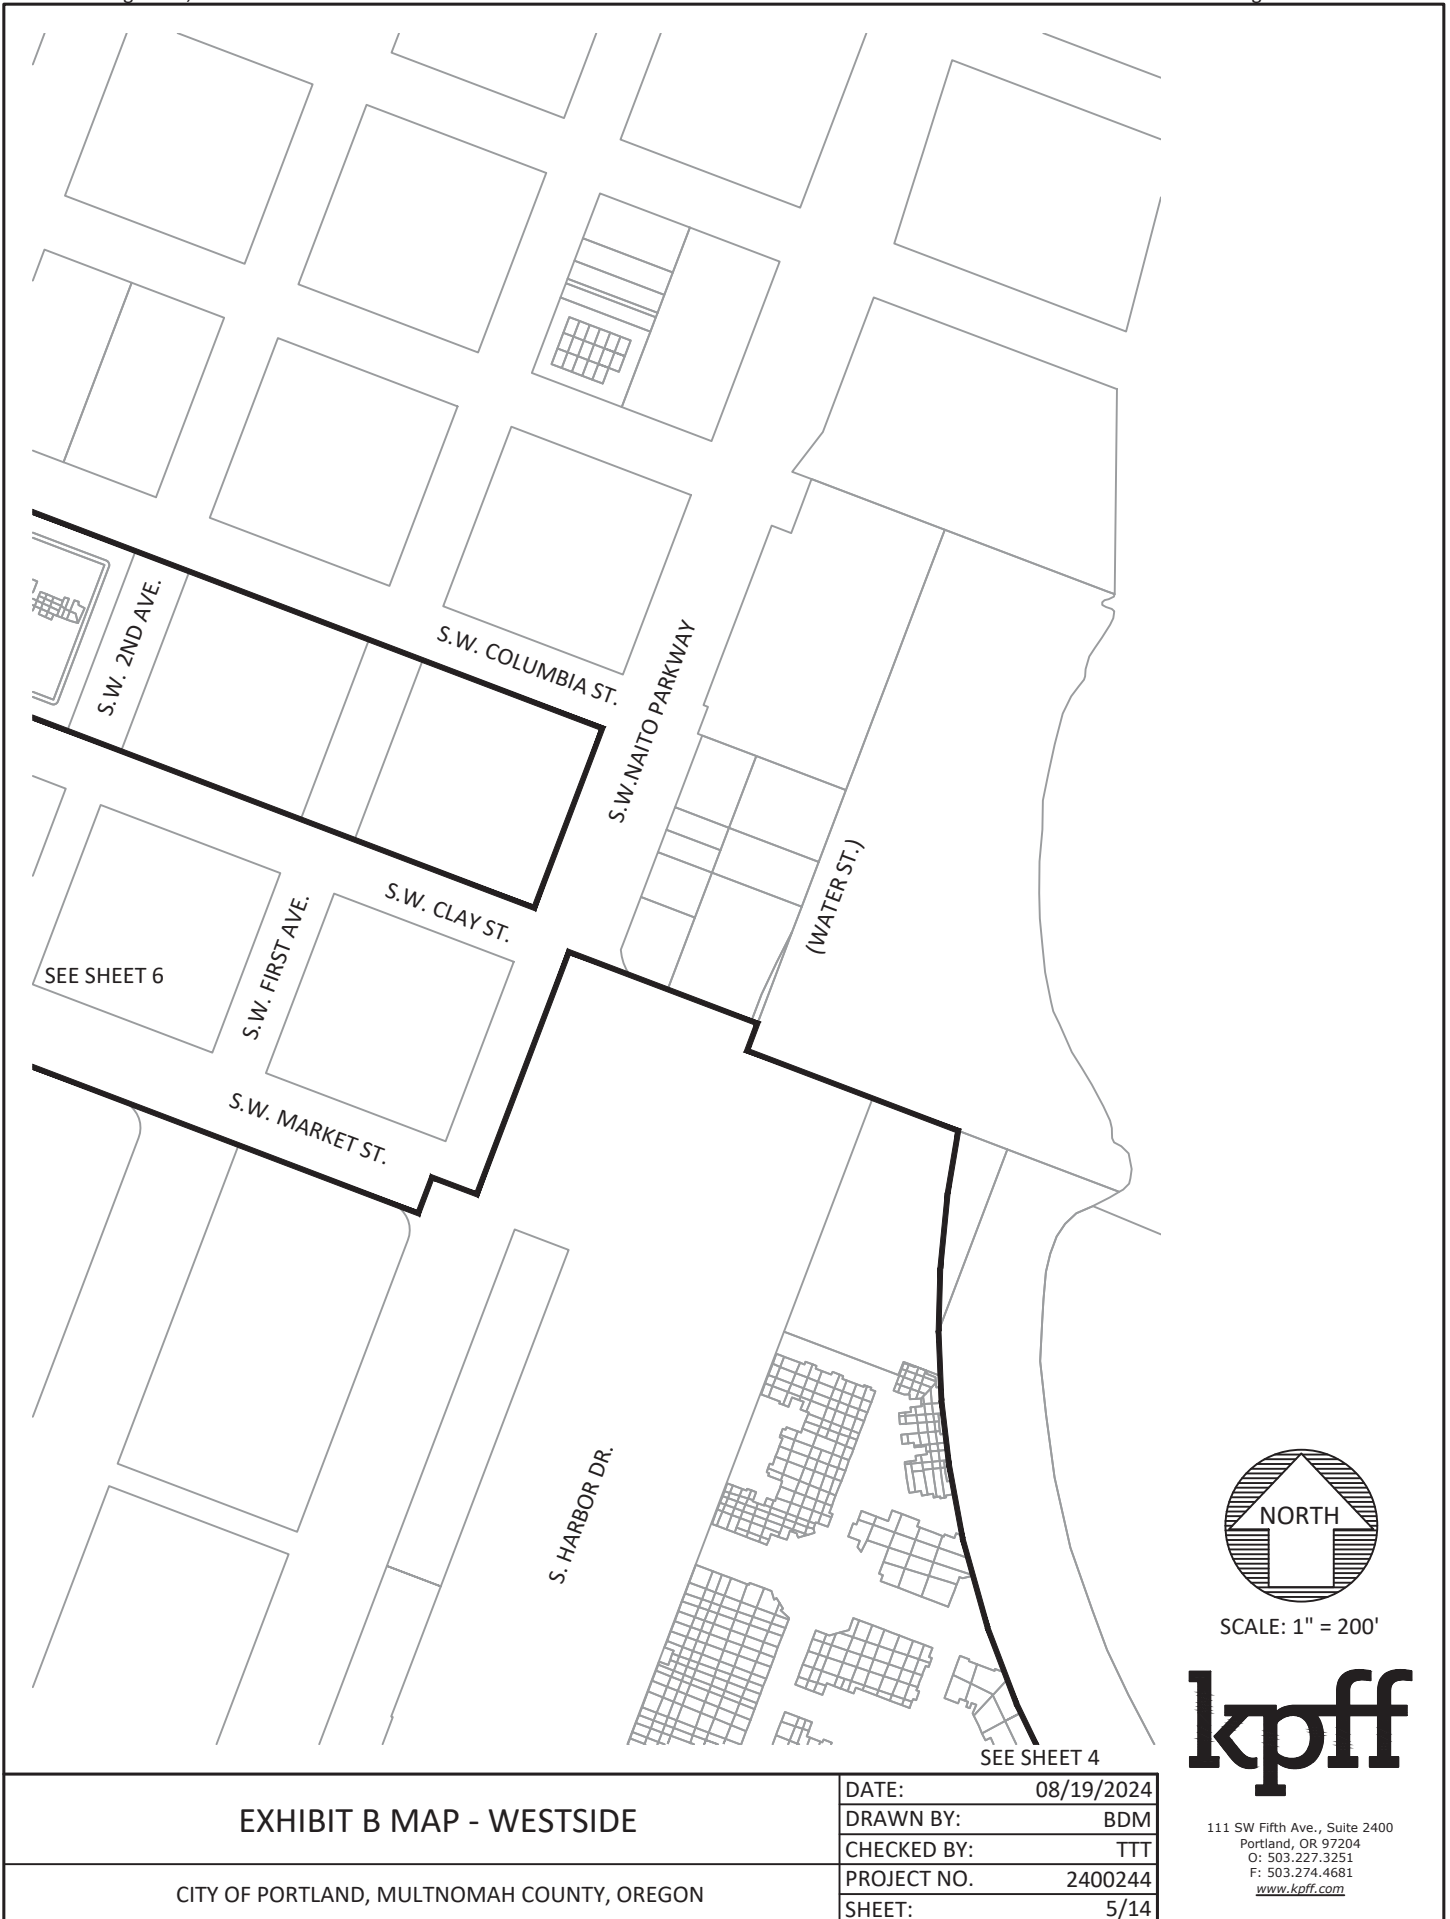 S.W. 2ND AVE.
S.W. COLUMBIA ST.
S.W.NAITO PARKWAY
S.W. CLAY ST.
(WATER ST.)
S.W. FIRST AVE.
SEE SHEET 6
S.W. MARKET ST.
S. HARBOR DR.
NORTH
SCALE: 1" = 200'
kpff
SEE SHEET 4
EXHIBIT B MAP - WESTSIDE
CITY OF PORTLAND, MULTNOMAH COUNTY, OREGON
DATE: 08/19/2024
DRAWN BY: BDM
CHECKED BY: TTT
PROJECT NO. 2400244
SHEET: 5/14
111 SW Fifth Ave., Suite 2400
Portland, OR 97204
O: 503.227.3251
F: 503.274.4681
www.kpff.com